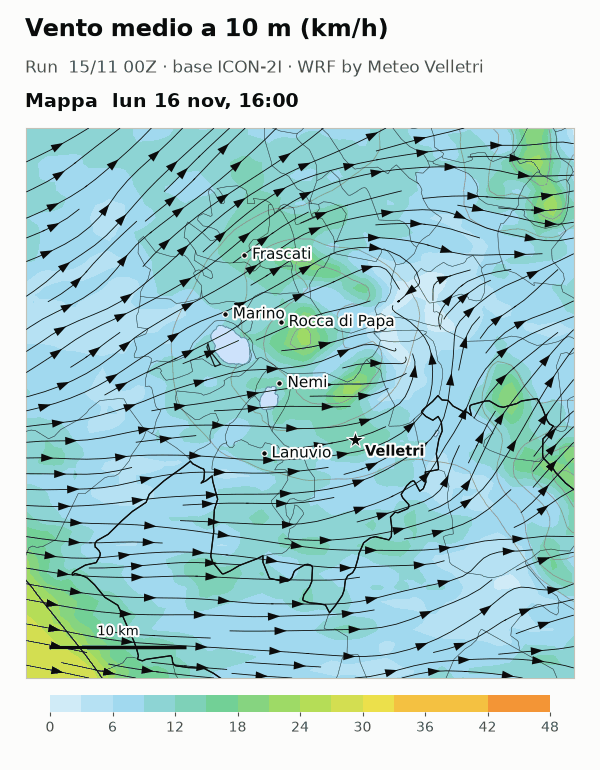 Vento medio a 10 m (km/h)
Run  15/11 00Z · base ICON-2I · WRF by Meteo Velletri
Mappa  lun 16 nov, 16:00
Frascati
Marino
Rocca di Papa
Nemi
Lanuvio
Velletri
10 km
0 6 12 18 24 30 36 42 48